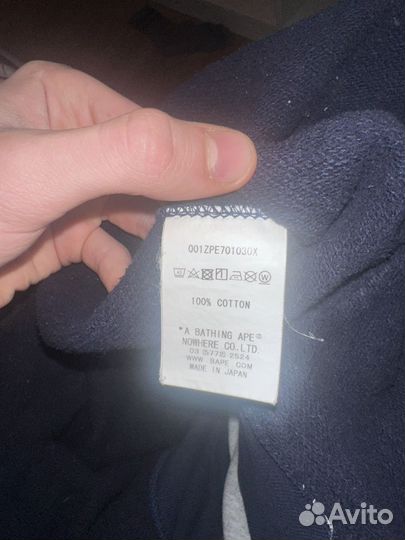 001ZPE701030X
100% COTTON
"A BATHING APE®
NOWHERE CO.,LTD.
03 (5778) 2524
WWW. BAPE. COM
MADE IN JAPAN
Avito